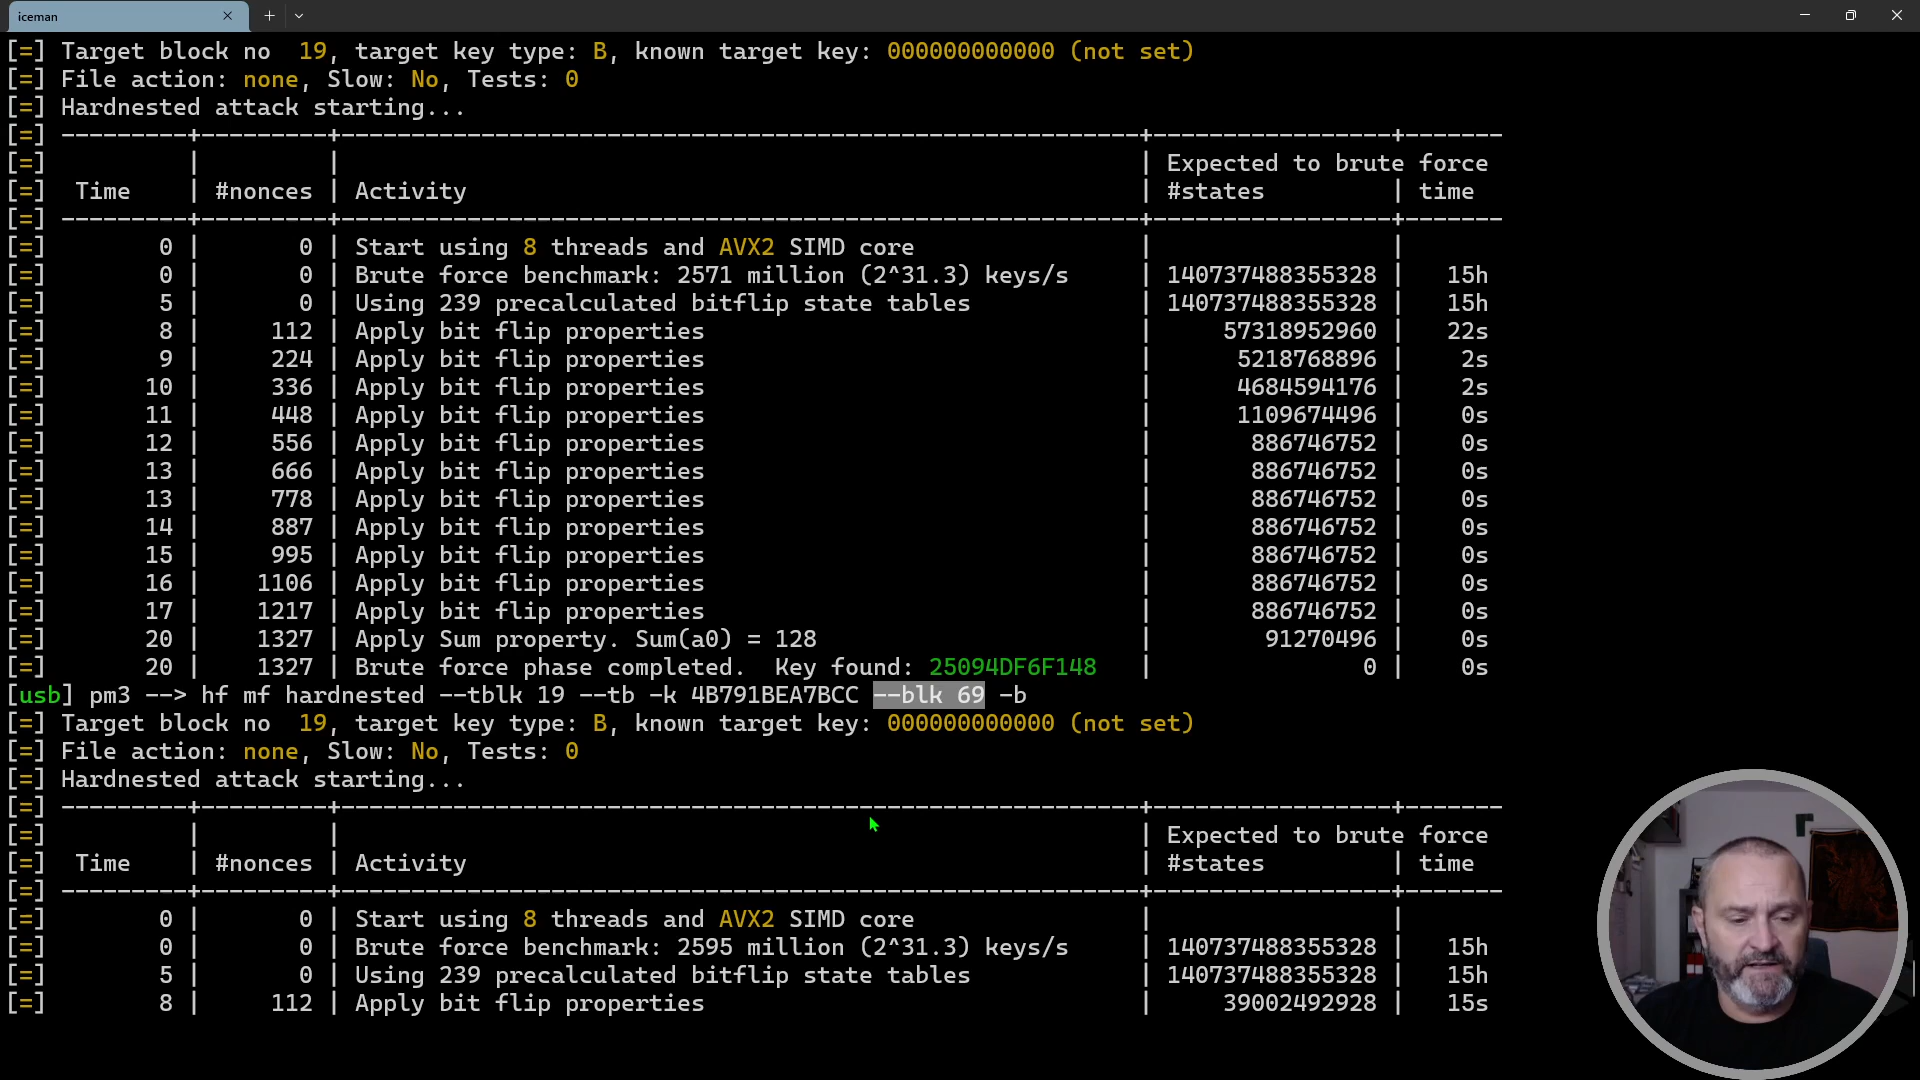 iceman
[=] Target block no  19, target key type: B, known target key: 000000000000 (not set)
[=] File action: none, Slow: No, Tests: 0
[=] Hardnested attack starting...
[=] ---------+---------+---------------------------------------------------------+-----------------+-------
[=]          |         |                                                         | Expected to brute force
[=]  Time    | #nonces | Activity                                                | #states         | time
[=] ---------+---------+---------------------------------------------------------+-----------------+-------
[=]        0 |       0 | Start using 8 threads and AVX2 SIMD core                |                 |
[=]        0 |       0 | Brute force benchmark: 2571 million (2^31.3) keys/s     | 140737488355328 |   15h
[=]        5 |       0 | Using 239 precalculated bitflip state tables            | 140737488355328 |   15h
[=]        8 |     112 | Apply bit flip properties                               |     57318952960 |   22s
[=]        9 |     224 | Apply bit flip properties                               |      5218768896 |    2s
[=]       10 |     336 | Apply bit flip properties                               |      4684594176 |    2s
[=]       11 |     448 | Apply bit flip properties                               |      1109674496 |    0s
[=]       12 |     556 | Apply bit flip properties                               |       886746752 |    0s
[=]       13 |     666 | Apply bit flip properties                               |       886746752 |    0s
[=]       13 |     778 | Apply bit flip properties                               |       886746752 |    0s
[=]       14 |     887 | Apply bit flip properties                               |       886746752 |    0s
[=]       15 |     995 | Apply bit flip properties                               |       886746752 |    0s
[=]       16 |    1106 | Apply bit flip properties                               |       886746752 |    0s
[=]       17 |    1217 | Apply bit flip properties                               |       886746752 |    0s
[=]       20 |    1327 | Apply Sum property. Sum(a0) = 128                       |        91270496 |    0s
[=]       20 |    1327 | Brute force phase completed.  Key found: 25094DF6F148   |               0 |    0s
[usb] pm3 --> hf mf hardnested --tblk 19 --tb -k 4B791BEA7BCC --blk 69 -b
[=] Target block no  19, target key type: B, known target key: 000000000000 (not set)
[=] File action: none, Slow: No, Tests: 0
[=] Hardnested attack starting...
[=] ---------+---------+---------------------------------------------------------+-----------------+-------
[=]          |         |                                                         | Expected to brute force
[=]  Time    | #nonces | Activity                                                | #states         | time
[=] ---------+---------+---------------------------------------------------------+-----------------+-------
[=]        0 |       0 | Start using 8 threads and AVX2 SIMD core                |                 |
[=]        0 |       0 | Brute force benchmark: 2595 million (2^31.3) keys/s     | 140737488355328 |   15h
[=]        5 |       0 | Using 239 precalculated bitflip state tables            | 140737488355328 |   15h
[=]        8 |     112 | Apply bit flip properties                               |     39002492928 |   15s